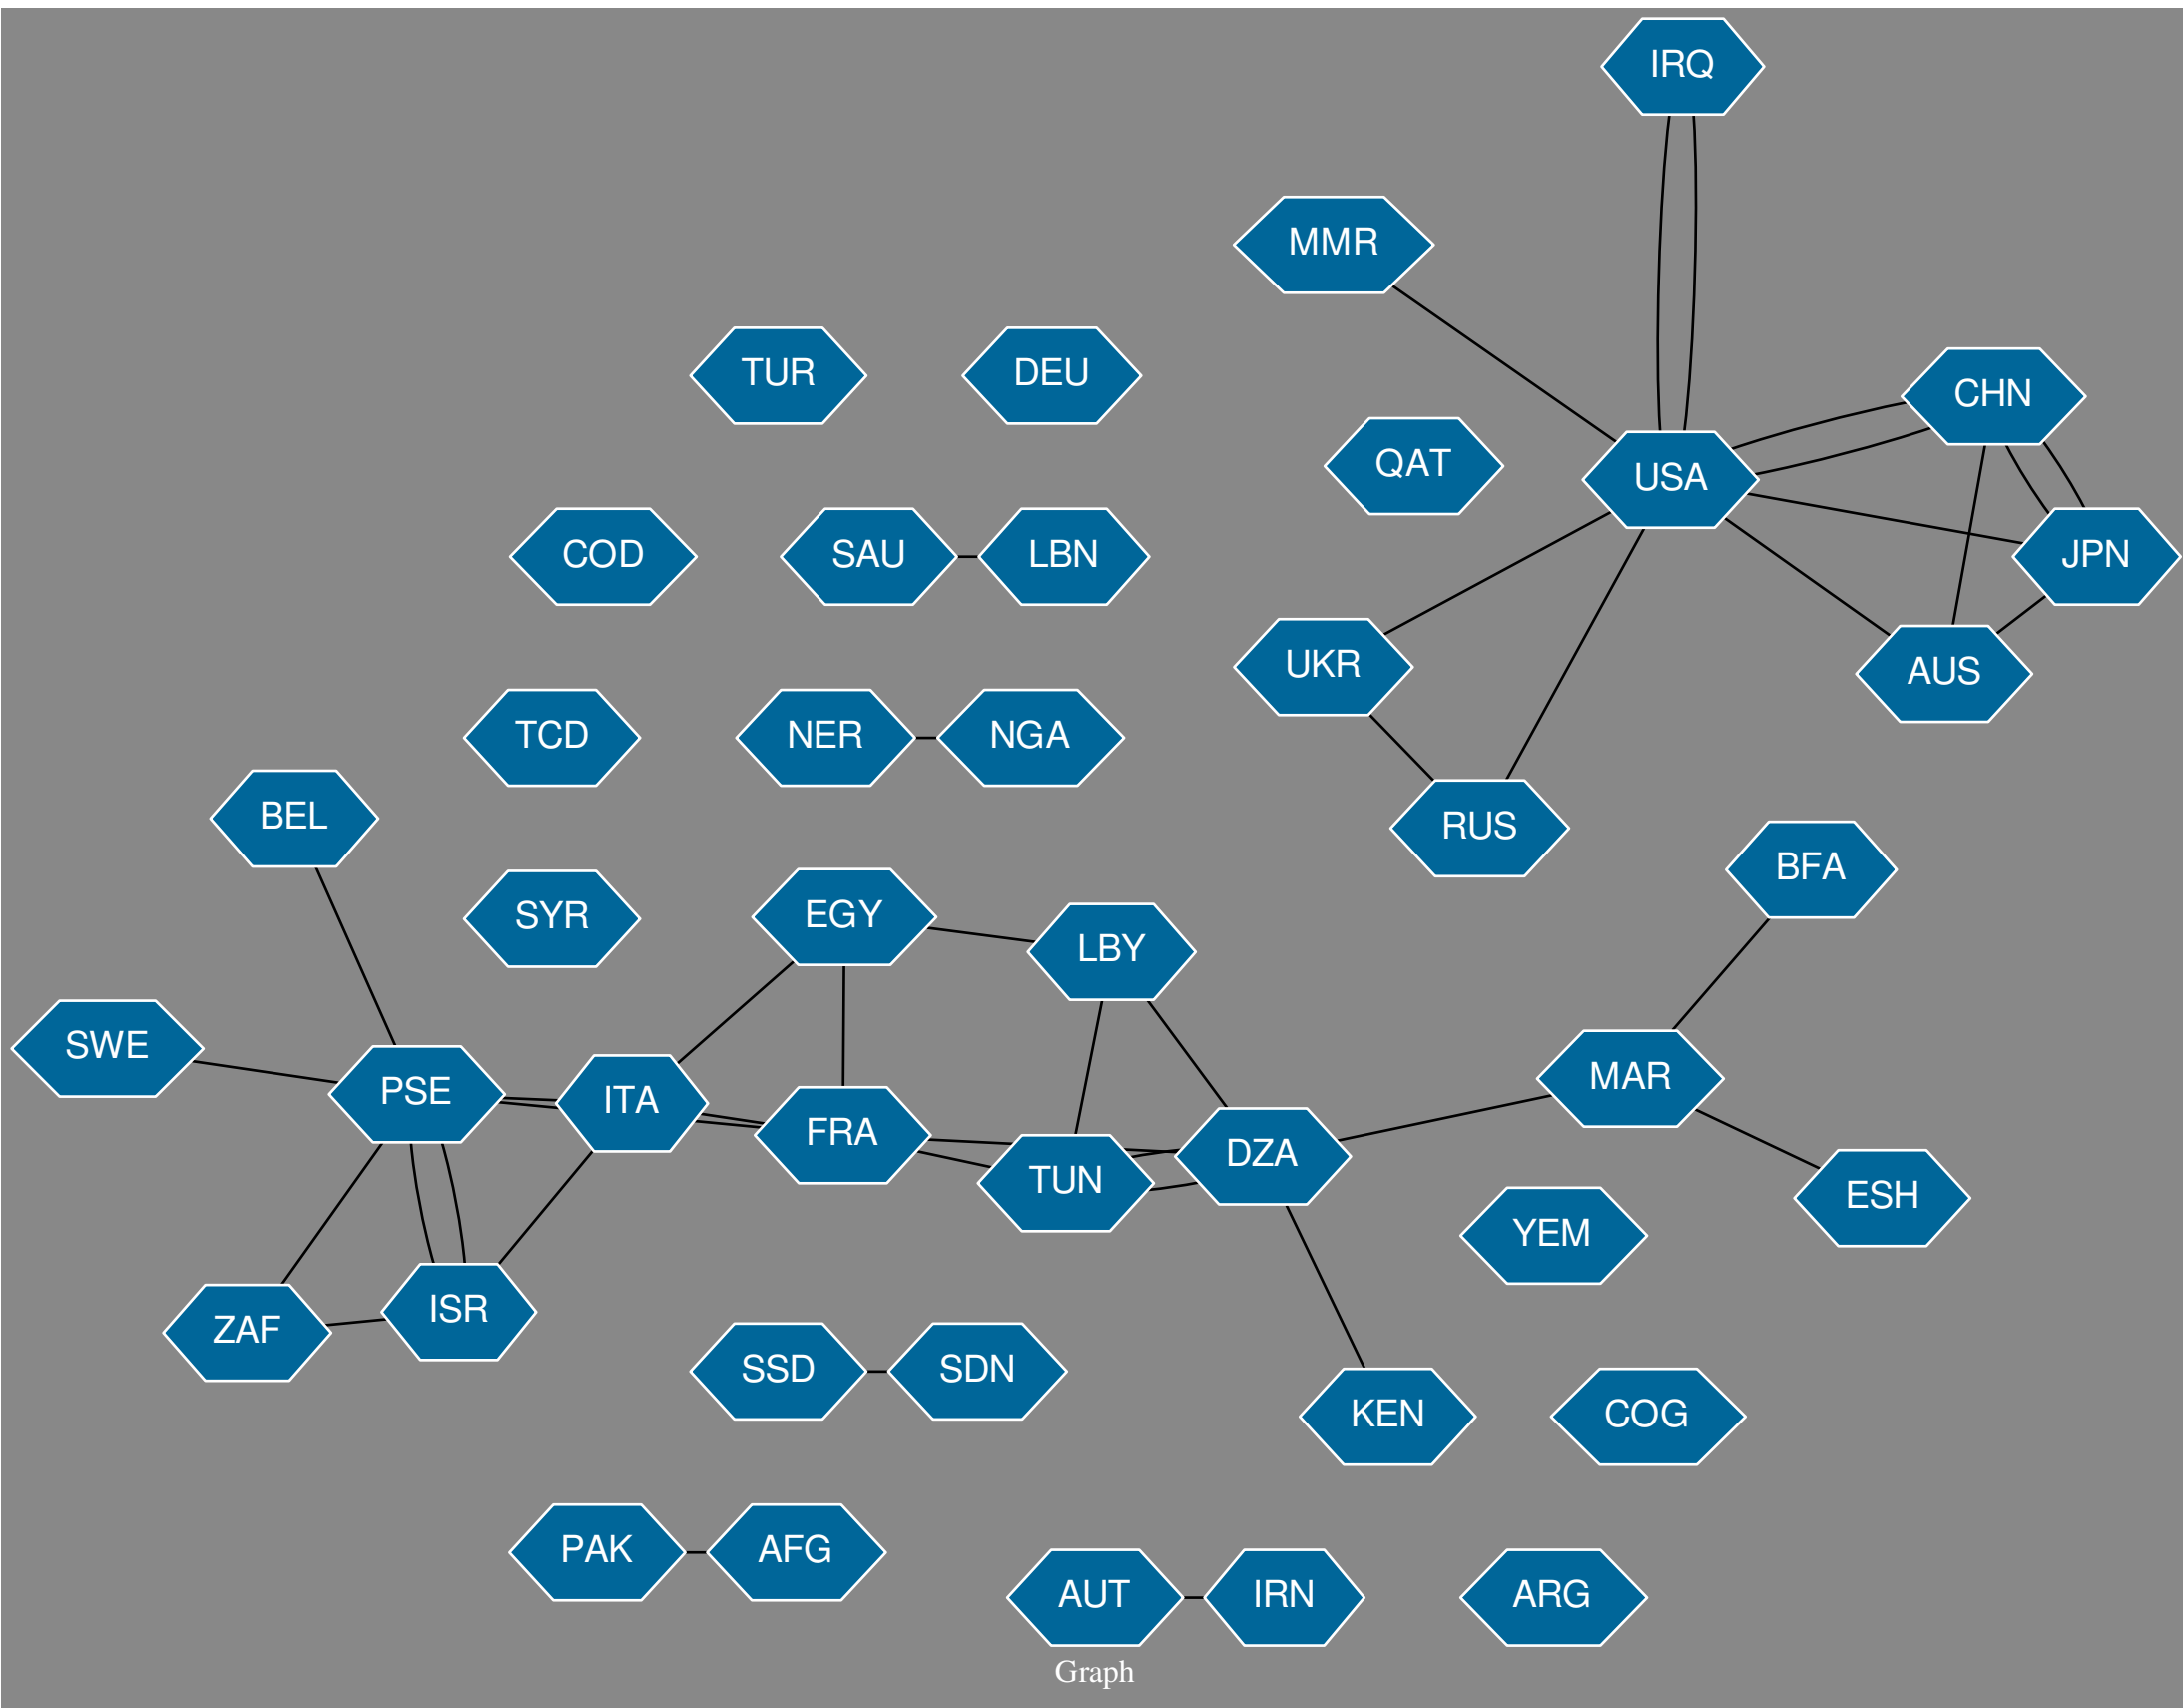 IRQ
MMR
TUR
DEU
CHN
QAT
USA
COD
SAU
LBN
JPN
UKR
AUS
TCD
NER
NGA
BEL
RUS
BFA
SYR
EGY
LBY
SWE
PSE
ITA
MAR
FRA
DZA
TUN
ESH
YEM
ZAF
ISR
SSD
SDN
KEN
COG
PAK
AFG
AUT
IRN
ARG
Graph